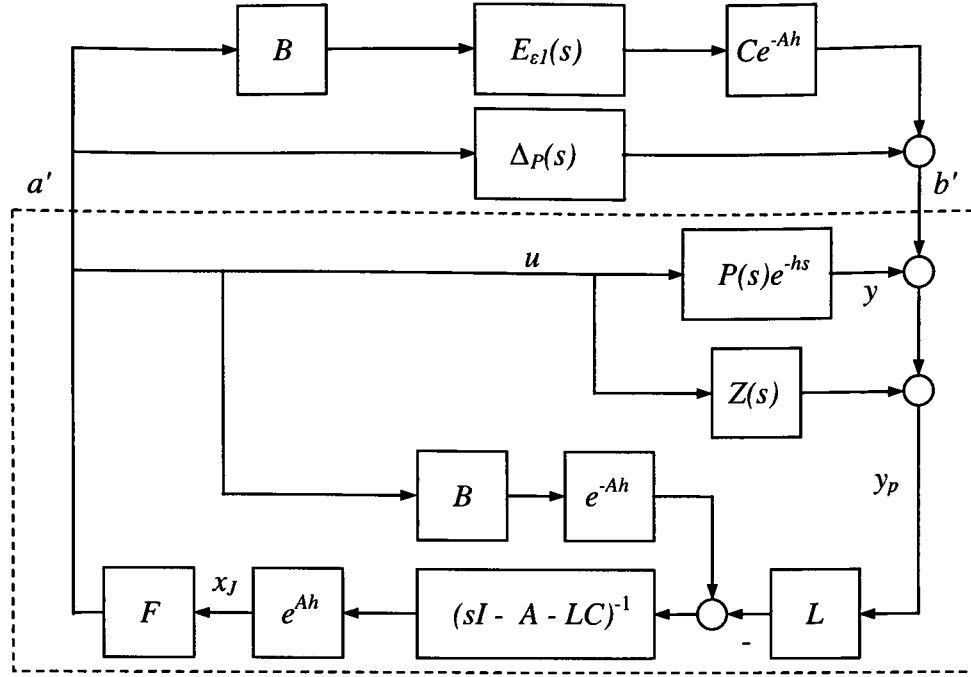 B
E_{ε1}(s)
Ce^{-Ah}
Δ_P(s)
a'
b'
u
P(s)e^{-hs}
y
Z(s)
B
e^{-Ah}
y_p
F
x_J
e^{Ah}
(sI - A - LC)^{-1}
-
L